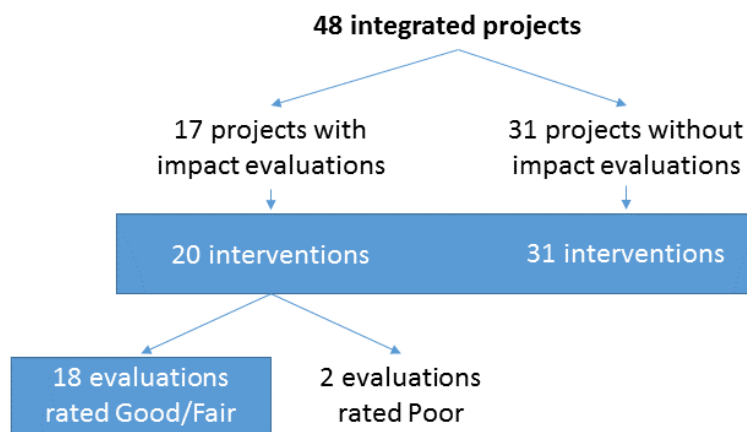 48 integrated projects
17 projects with
impact evaluations
31 projects without
impact evaluations
20 interventions
31 interventions
18 evaluations
rated Good/Fair
2 evaluations
rated Poor